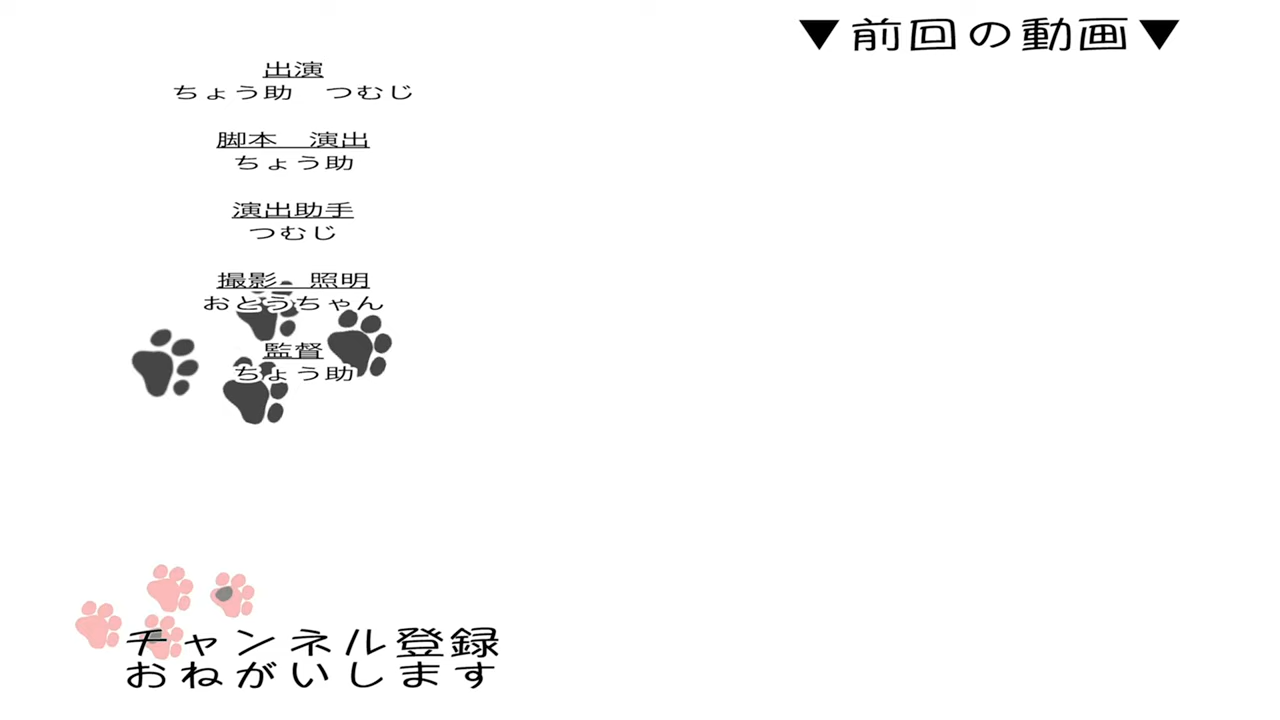 ▼前回の動画▼
出演
ちょう助　つむじ
脚本　演出
ちょう助
演出助手
つむじ
撮影　照明
おとうちゃん
監督
ちょう助
チャンネル登録
おねがいします